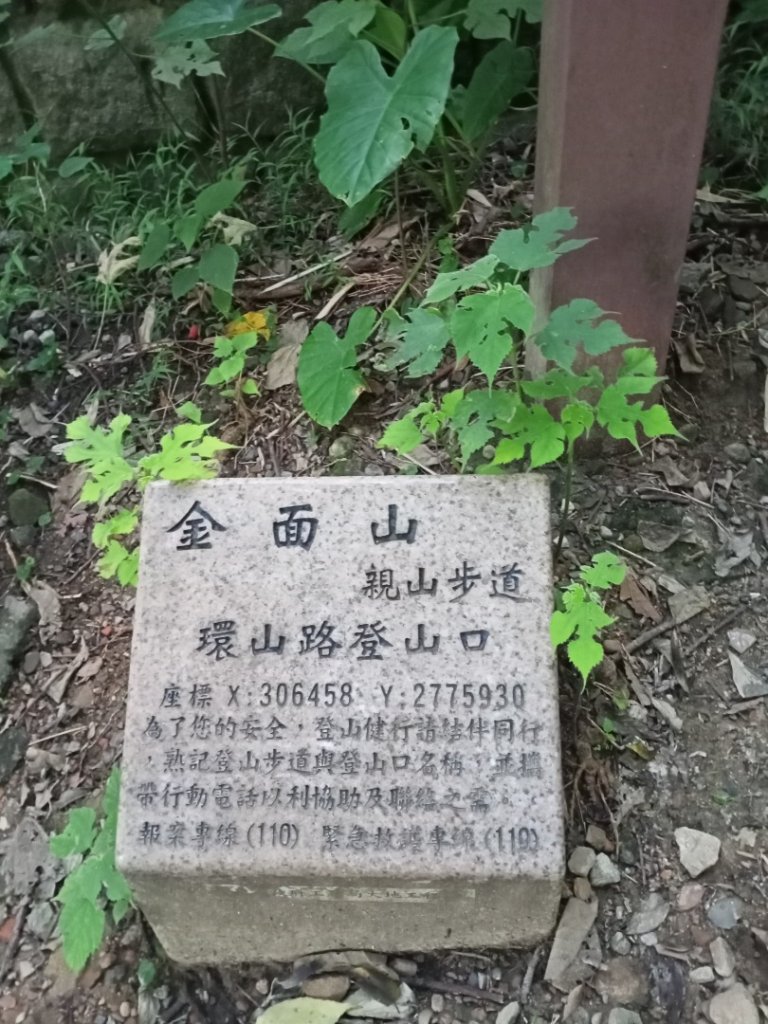 金面山
親山步道
環山路登山口
座標 X:306458 Y:2775930
為了您的安全，登山健行請結伴同行
，熟記登山步道與登山口名稱，並攜
帶行動電話以利協助及聯絡之需。
報案專線(110) 緊急救護專線(119)